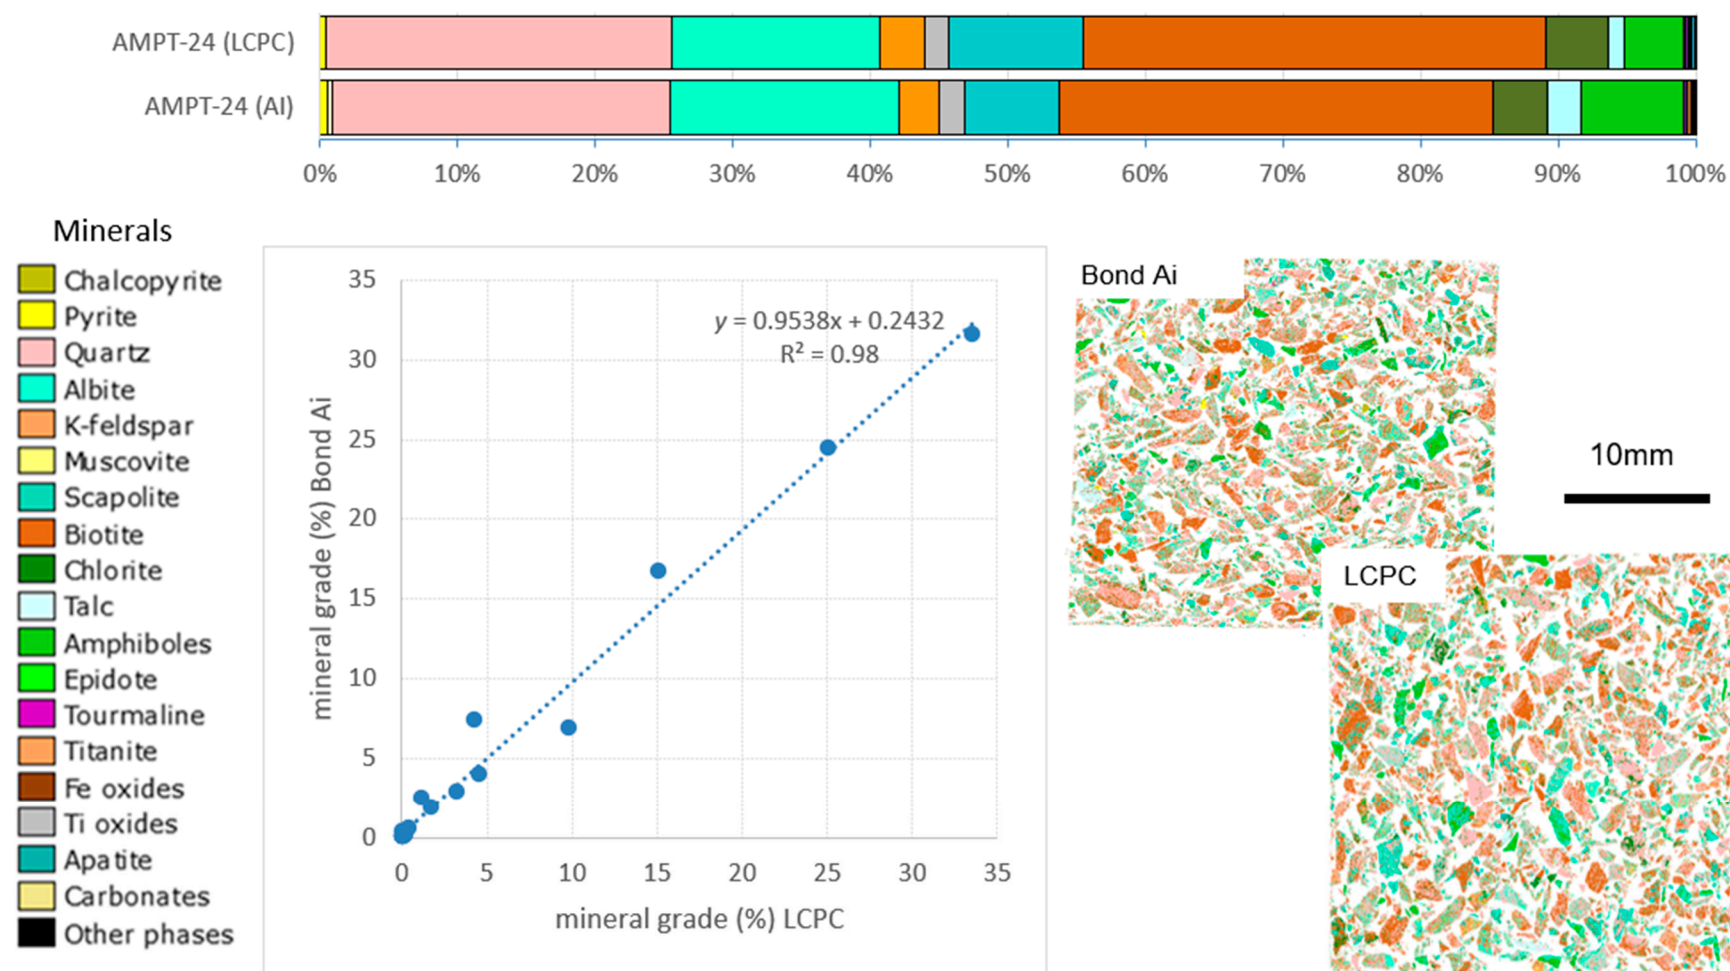 AMPT-24 (LCPC)
AMPT-24 (AI)
0% 10% 20% 30% 40% 50% 60% 70% 80% 90% 100%
Minerals
Chalcopyrite
Pyrite
Quartz
Albite
K-feldspar
Muscovite
Scapolite
Biotite
Chlorite
Talc
Amphiboles
Epidote
Tourmaline
Titanite
Fe oxides
Ti oxides
Apatite
Carbonates
Other phases
mineral grade (%) Bond Ai
35
30
25
20
15
10
5
0
y = 0.9538x + 0.2432
R² = 0.98
0 5 10 15 20 25 30 35
mineral grade (%) LCPC
Bond Ai
10mm
LCPC